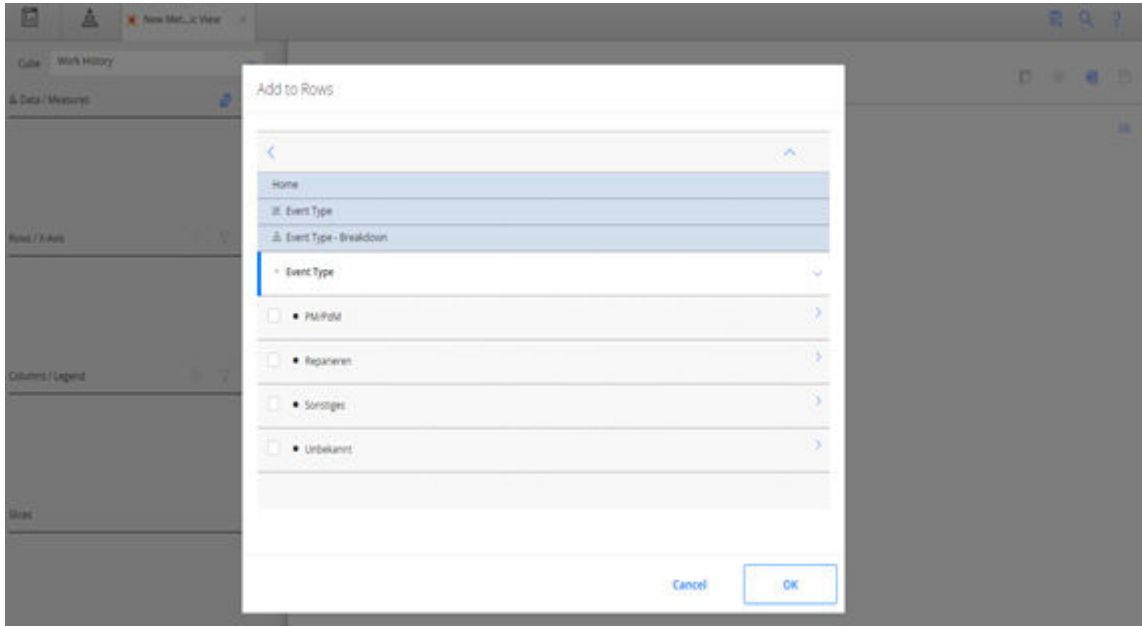 New Met...ic View
Cube Work History
Data / Measures
Rows / X-Axis
Columns / Legend
Slices
Add to Rows
Home
Event Type
Event Type - Breakdown
Event Type
PM/PdM
Reparieren
Sonstiges
Unbekannt
Cancel OK